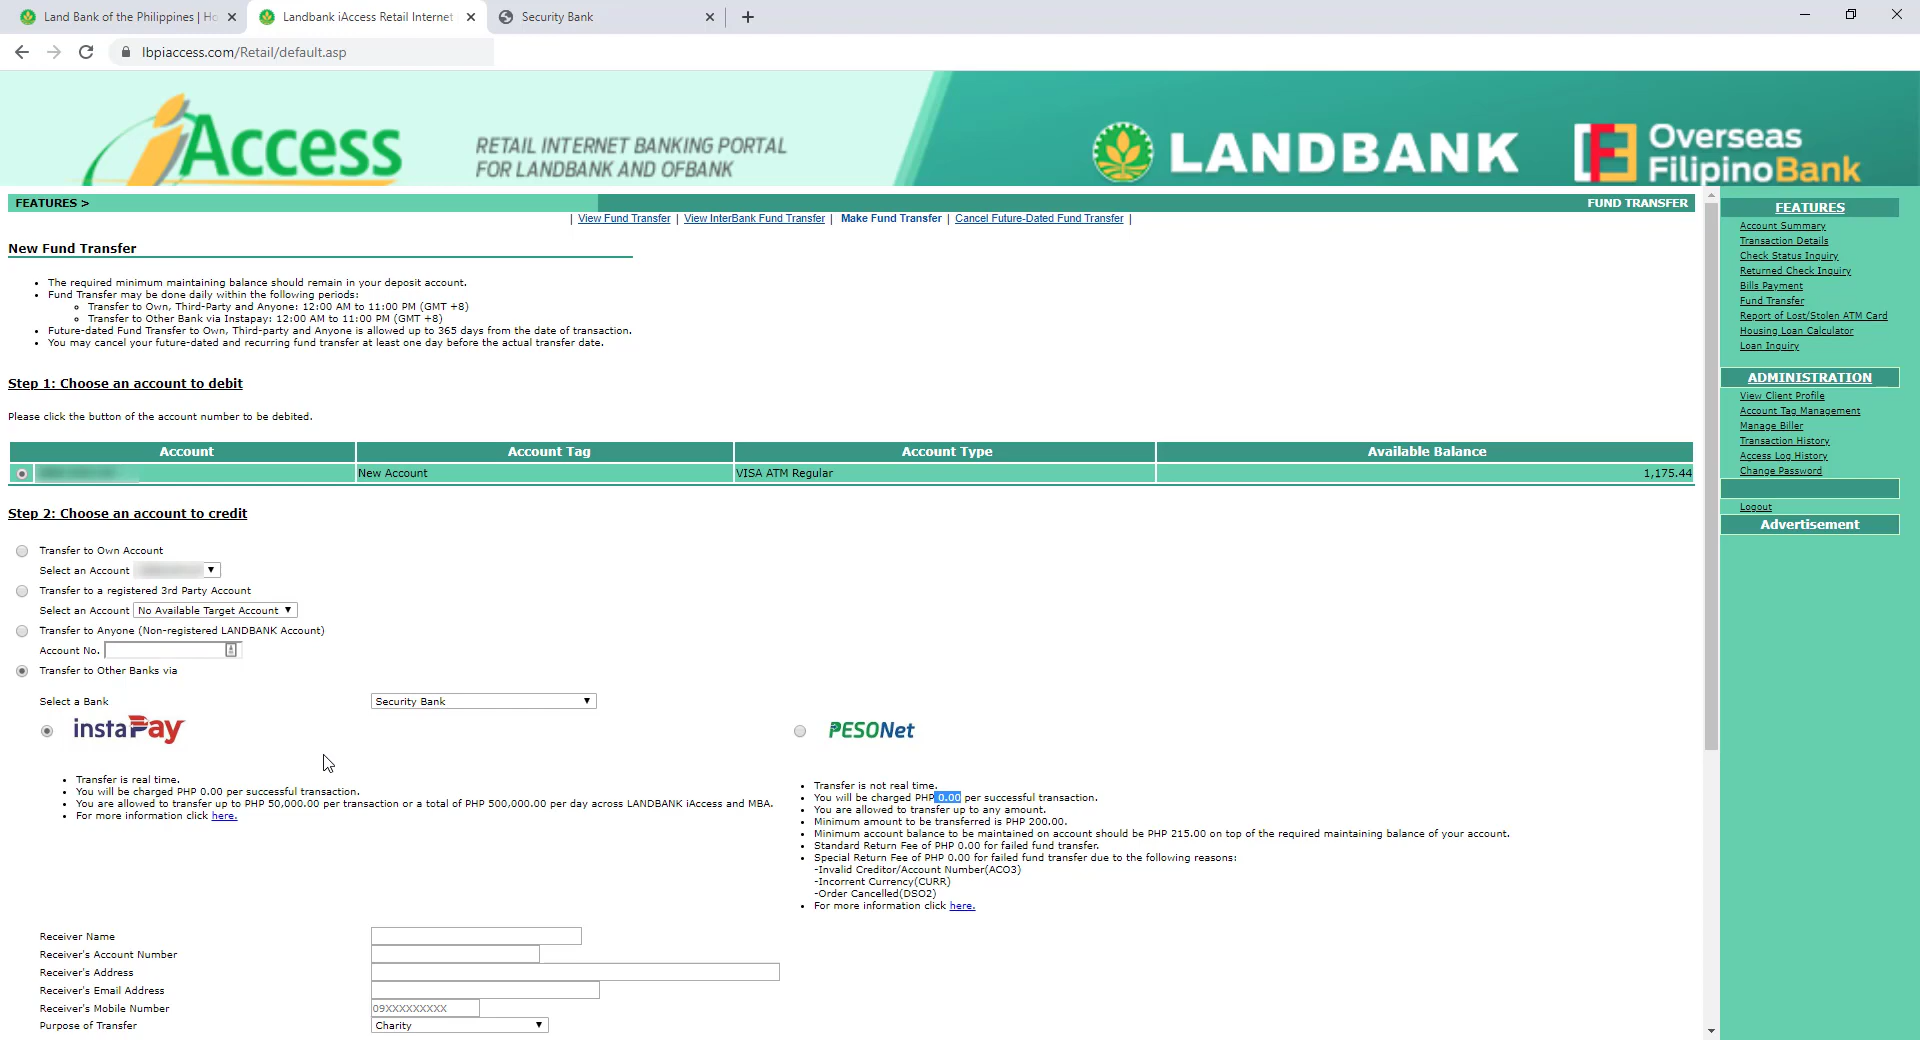 Land Bank of the Philippines | Ho
Landbank iAccess Retail Internet
Security Bank
lbpiaccess.com/Retail/default.asp
iAccess
RETAIL INTERNET BANKING PORTAL
FOR LANDBANK AND OFBANK
LANDBANK
Overseas
FilipinoBank
FEATURES >
FUND TRANSFER
| View Fund Transfer | View InterBank Fund Transfer | Make Fund Transfer | Cancel Future-Dated Fund Transfer |
New Fund Transfer
• The required minimum maintaining balance should remain in your deposit account.
• Fund Transfer may be done daily within the following periods:
Transfer to Own, Third-Party and Anyone: 12:00 AM to 11:00 PM (GMT +8)
Transfer to Other Bank via Instapay: 12:00 AM to 11:00 PM (GMT +8)
• Future-dated Fund Transfer to Own, Third-party and Anyone is allowed up to 365 days from the date of transaction.
• You may cancel your future-dated and recurring fund transfer at least one day before the actual transfer date.
Step 1: Choose an account to debit
Please click the button of the account number to be debited.
Account Account Tag Account Type Available Balance
New Account VISA ATM Regular 1,175.44
Step 2: Choose an account to credit
Transfer to Own Account
Select an Account
Transfer to a registered 3rd Party Account
Select an Account No Available Target Account
Transfer to Anyone (Non-registered LANDBANK Account)
Account No.
Transfer to Other Banks via
Select a Bank Security Bank
instaPay
• Transfer is real time.
• You will be charged PHP 0.00 per successful transaction.
• You are allowed to transfer up to PHP 50,000.00 per transaction or a total of PHP 500,000.00 per day across LANDBANK iAccess and MBA.
• For more information click here.
PESONet
• Transfer is not real time.
• You will be charged PHP 0.00 per successful transaction.
• You are allowed to transfer up to any amount.
• Minimum amount to be transferred is PHP 200.00.
• Minimum account balance to be maintained on account should be PHP 215.00 on top of the required maintaining balance of your account.
• Standard Return Fee of PHP 0.00 for failed fund transfer.
• Special Return Fee of PHP 0.00 for failed fund transfer due to the following reasons:
-Invalid Creditor/Account Number(ACO3)
-Incorrent Currency(CURR)
-Order Cancelled(DSO2)
• For more information click here.
Receiver Name
Receiver's Account Number
Receiver's Address
Receiver's Email Address
Receiver's Mobile Number 09XXXXXXXXX
Purpose of Transfer Charity
FEATURES
Account Summary
Transaction Details
Check Status Inquiry
Returned Check Inquiry
Bills Payment
Fund Transfer
Report of Lost/Stolen ATM Card
Housing Loan Calculator
Loan Inquiry
ADMINISTRATION
View Client Profile
Account Tag Management
Manage Biller
Transaction History
Access Log History
Change Password
Logout
Advertisement